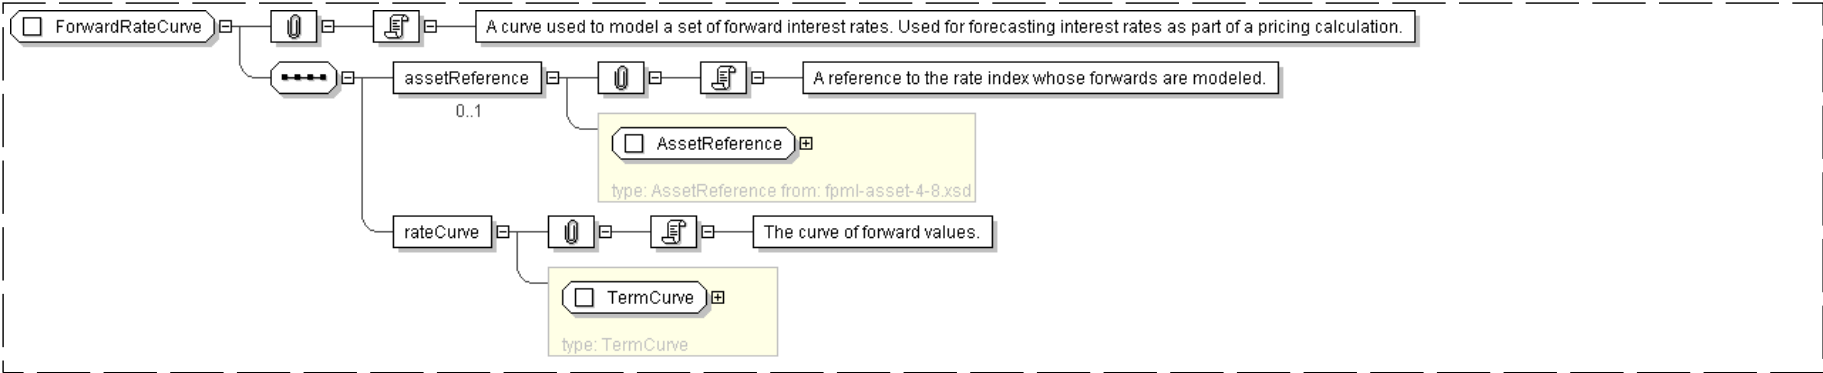 ForwardRateCurve
A curve used to model a set of forward interest rates. Used for forecasting interest rates as part of a pricing calculation.
assetReference
A reference to the rate index whose forwards are modeled.
0..1
AssetReference
type: AssetReference from: fpml-asset-4-8.xsd
rateCurve
The curve of forward values.
TermCurve
type: TermCurve